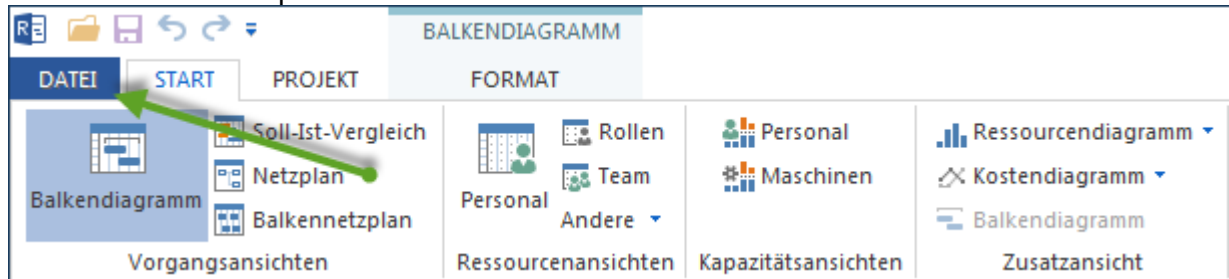 BALKENDIAGRAMM
DATEI START PROJEKT FORMAT
Soll-Ist-Vergleich Rollen Personal Ressourcendiagramm
Netzplan Team Maschinen Kostendiagramm
Balkendiagramm Balkennetzplan Personal Andere Balkendiagramm
Vorgangsansichten Ressourcenansichten Kapazitätsansichten Zusatzansicht